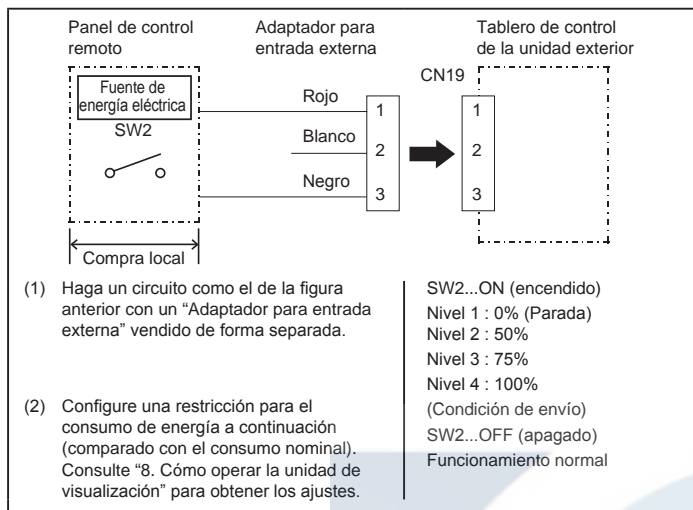 Panel de control
remoto
Adaptador para
entrada externa
Tablero de control
de la unidad exterior
Fuente de
energía eléctrica
SW2
CN19
Rojo
1
1
Blanco
2
2
Negro
3
3
Compra local
(1) Haga un circuito como el de la figura
anterior con un “Adaptador para entrada
externa” vendido de forma separada.
(2) Configure una restricción para el
consumo de energía a continuación
(comparado con el consumo nominal).
Consulte “8. Cómo operar la unidad de
visualización” para obtener los ajustes.
SW2...ON (encendido)
Nivel 1 : 0% (Parada)
Nivel 2 : 50%
Nivel 3 : 75%
Nivel 4 : 100%
(Condición de envío)
SW2...OFF (apagado)
Funcionamiento normal